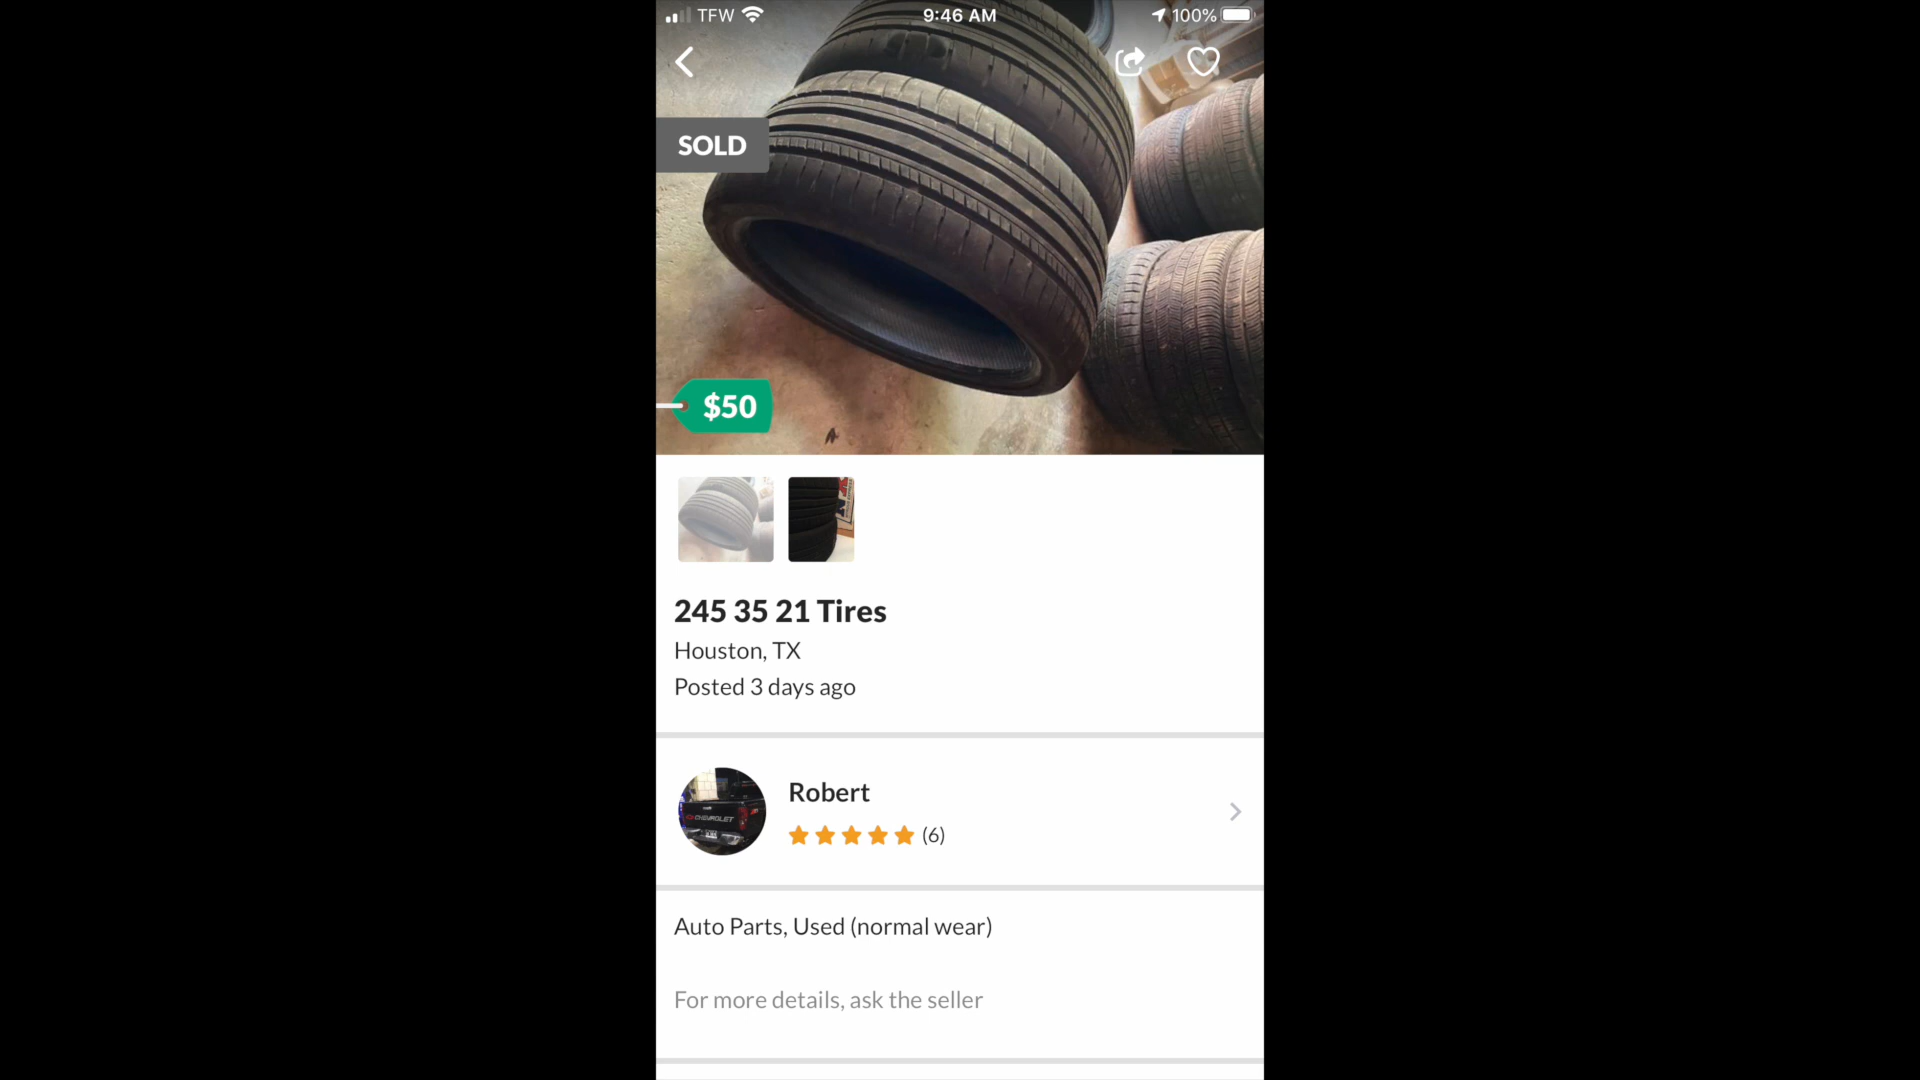 TFW 9:46 AM 100%
SOLD
$50
245 35 21 Tires
Houston, TX
Posted 3 days ago
Robert
CHEVROLET
(6)
Auto Parts, Used (normal wear)
For more details, ask the seller